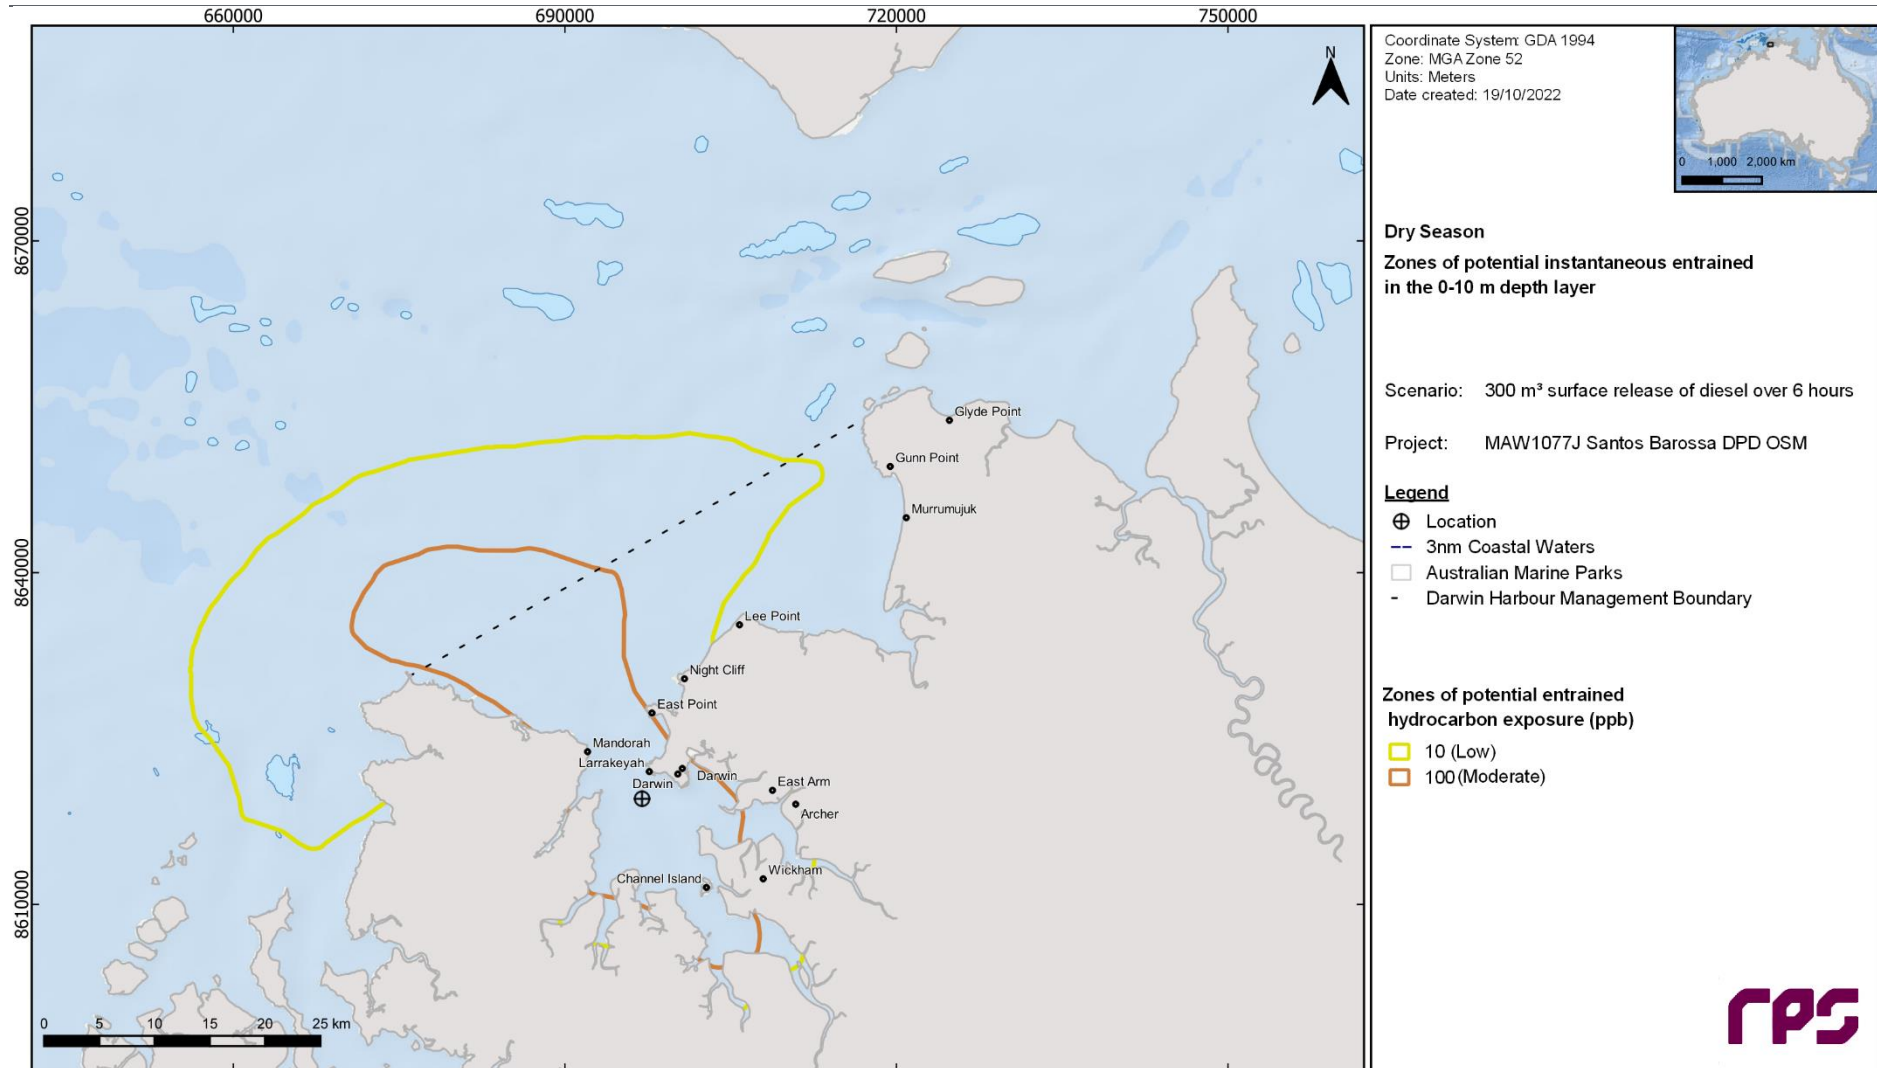 660000
690000
720000
750000
8670000
8640000
8610000
N
Glyde Point
Gunn Point
Murrumujuk
Lee Point
Night Cliff
East Point
Mandorah
Larrakeyah
Darwin
Darwin
East Arm
Archer
Wickham
Channel Island
0 5 10 15 20 25 km
Coordinate System: GDA 1994
Zone: MGA Zone 52
Units: Meters
Date created: 19/10/2022
0 1,000 2,000 km
Dry Season
Zones of potential instantaneous entrained
in the 0-10 m depth layer
Scenario: 300 m³ surface release of diesel over 6 hours
Project: MAW1077J Santos Barossa DPD OSM
Legend
Location
3nm Coastal Waters
Australian Marine Parks
Darwin Harbour Management Boundary
Zones of potential entrained
hydrocarbon exposure (ppb)
10 (Low)
100 (Moderate)
rps